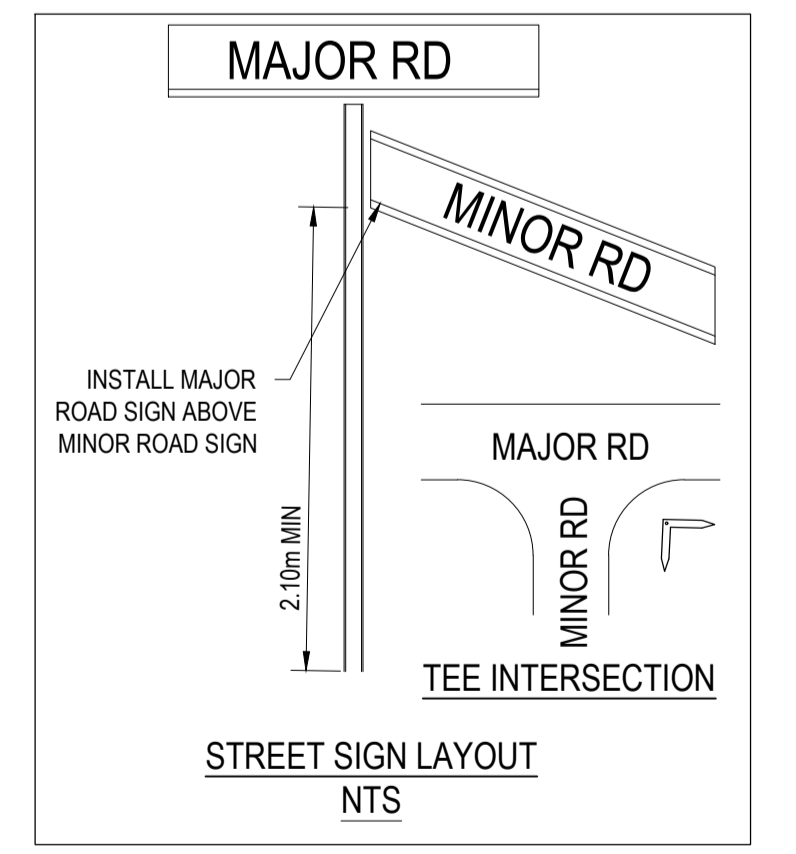 MAJOR RD
MINOR RD
INSTALL MAJOR
ROAD SIGN ABOVE
MINOR ROAD SIGN
2.10m MIN
MAJOR RD
MINOR RD
TEE INTERSECTION
STREET SIGN LAYOUT
NTS